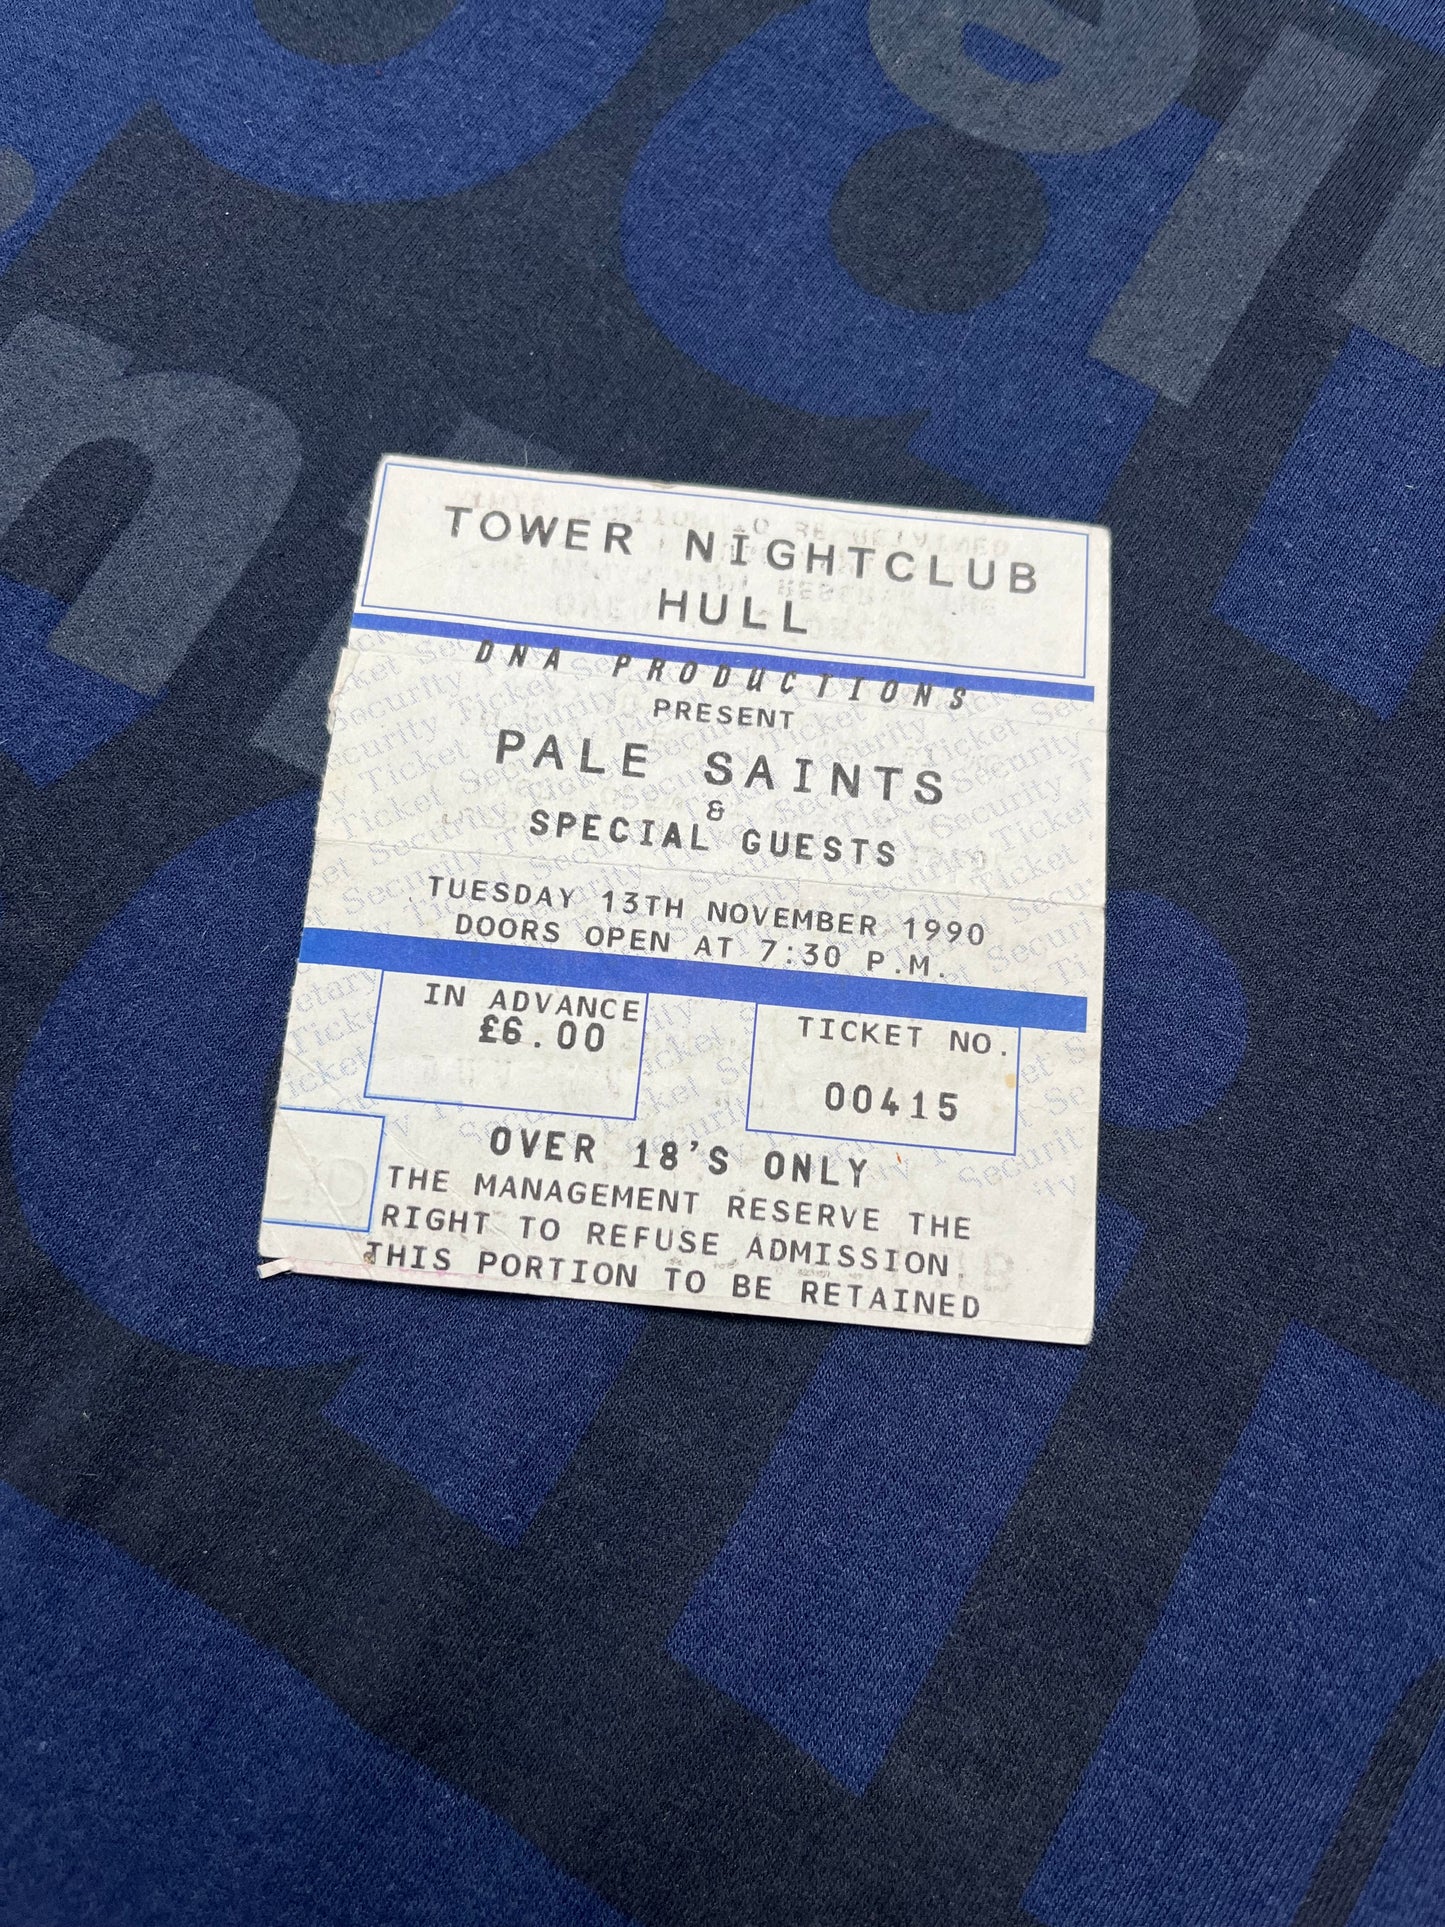 TOWER NIGHTCLUB
HULL
DNA PRODUCTIONS
PRESENT
PALE SAINTS
&
SPECIAL GUESTS
TUESDAY 13TH NOVEMBER 1990
DOORS OPEN AT 7:30 P.M.
IN ADVANCE
£6.00
TICKET NO.
00415
OVER 18'S ONLY
THE MANAGEMENT RESERVE THE
RIGHT TO REFUSE ADMISSION
THIS PORTION TO BE RETAINED